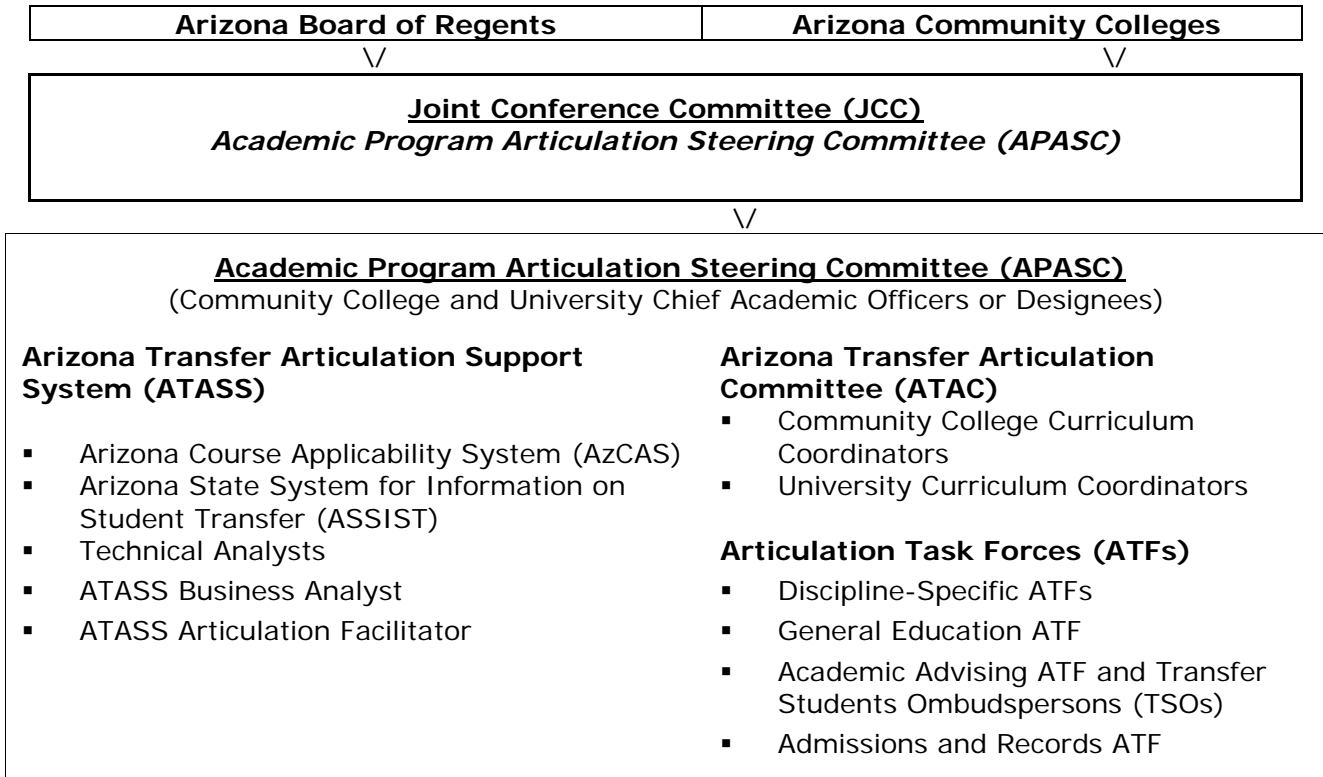 Arizona Board of Regents
Arizona Community Colleges
\/
\/
Joint Conference Committee (JCC)
Academic Program Articulation Steering Committee (APASC)
\/
Academic Program Articulation Steering Committee (APASC)
(Community College and University Chief Academic Officers or Designees)
Arizona Transfer Articulation Support
System (ATASS)
▪ Arizona Course Applicability System (AzCAS)
▪ Arizona State System for Information on
Student Transfer (ASSIST)
▪ Technical Analysts
▪ ATASS Business Analyst
▪ ATASS Articulation Facilitator
Arizona Transfer Articulation
Committee (ATAC)
▪ Community College Curriculum
Coordinators
▪ University Curriculum Coordinators
Articulation Task Forces (ATFs)
▪ Discipline-Specific ATFs
▪ General Education ATF
▪ Academic Advising ATF and Transfer
Students Ombudspersons (TSOs)
▪ Admissions and Records ATF